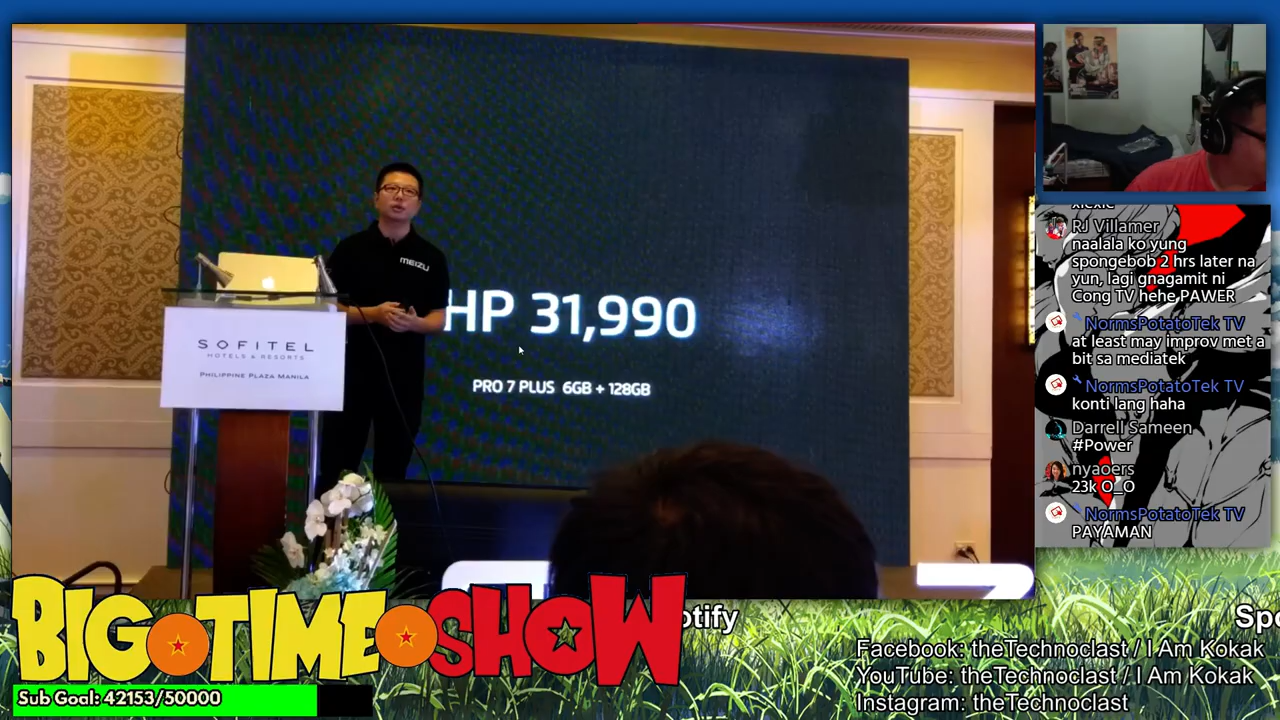 MEIZU
HP 31,990
PRO 7 PLUS 6GB + 128GB
SOFITEL
HOTELS & RESORTS
PHILIPPINE PLAZA MANILA
RJ Villamer
naalala ko yung
spongebob 2 hrs later na
yun, lagi gnagamit ni
Cong TV hehe PAWER
NormsPotatoTek TV
at least may improv met a
bit sa mediatek
NormsPotatoTek TV
konti lang haha
Darrell Sameen
#Power
nyaoers
23k O_O
NormsPotatoTek TV
PAYAMAN
BIG TIME SHOW
Sub Goal: 42153/50000
otify
Spo
Facebook: theTechnoclast / I Am Kokak
YouTube: theTechnoclast / I Am Kokak
Instagram: theTechnoclast